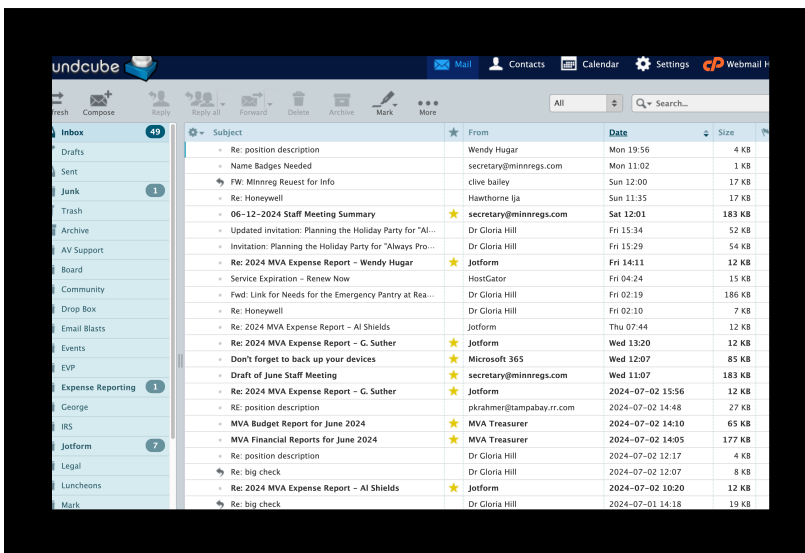 undcube
Mail Contacts Calendar Settings Webmail H
resh Compose Reply Reply all Forward Delete Archive Mark More All Search...
Inbox 49
Drafts
Sent
Junk 1
Trash
Archive
AV Support
Board
Community
Drop Box
Email Blasts
Events
EVP
Expense Reporting 1
George
IRS
Jotform 7
Legal
Luncheons
Mark
Subject From Date Size
Re: position description Wendy Hugar Mon 19:56 4 KB
Name Badges Needed secretary@minnregs.com Mon 11:02 1 KB
FW: MInnreg Reuest for Info clive bailey Sun 12:00 17 KB
Re: Honeywell Hawthorne Ija Sun 11:35 17 KB
06-12-2024 Staff Meeting Summary secretary@minnregs.com Sat 12:01 183 KB
Updated invitation: Planning the Holiday Party for "Al... Dr Gloria Hill Fri 15:34 52 KB
Invitation: Planning the Holiday Party for "Always Pro... Dr Gloria Hill Fri 15:29 54 KB
Re: 2024 MVA Expense Report - Wendy Hugar Jotform Fri 14:11 12 KB
Service Expiration - Renew Now HostGator Fri 04:24 15 KB
Fwd: Link for Needs for the Emergency Pantry at Rea... Dr Gloria Hill Fri 02:19 186 KB
Re: Honeywell Dr Gloria Hill Fri 02:10 7 KB
Re: 2024 MVA Expense Report - Al Shields Jotform Thu 07:44 12 KB
Re: 2024 MVA Expense Report - G. Suther Jotform Wed 13:20 12 KB
Don't forget to back up your devices Microsoft 365 Wed 12:07 85 KB
Draft of June Staff Meeting secretary@minnregs.com Wed 11:07 183 KB
Re: 2024 MVA Expense Report - G. Suther Jotform 2024-07-02 15:56 12 KB
RE: position description pkrahmer@tampabay.rr.com 2024-07-02 14:48 27 KB
MVA Budget Report for June 2024 MVA Treasurer 2024-07-02 14:10 65 KB
MVA Financial Reports for June 2024 MVA Treasurer 2024-07-02 14:05 177 KB
Re: position description Dr Gloria Hill 2024-07-02 12:17 4 KB
Re: big check Dr Gloria Hill 2024-07-02 12:07 8 KB
Re: 2024 MVA Expense Report - Al Shields Jotform 2024-07-02 10:20 12 KB
Re: big check Dr Gloria Hill 2024-07-01 14:18 19 KB